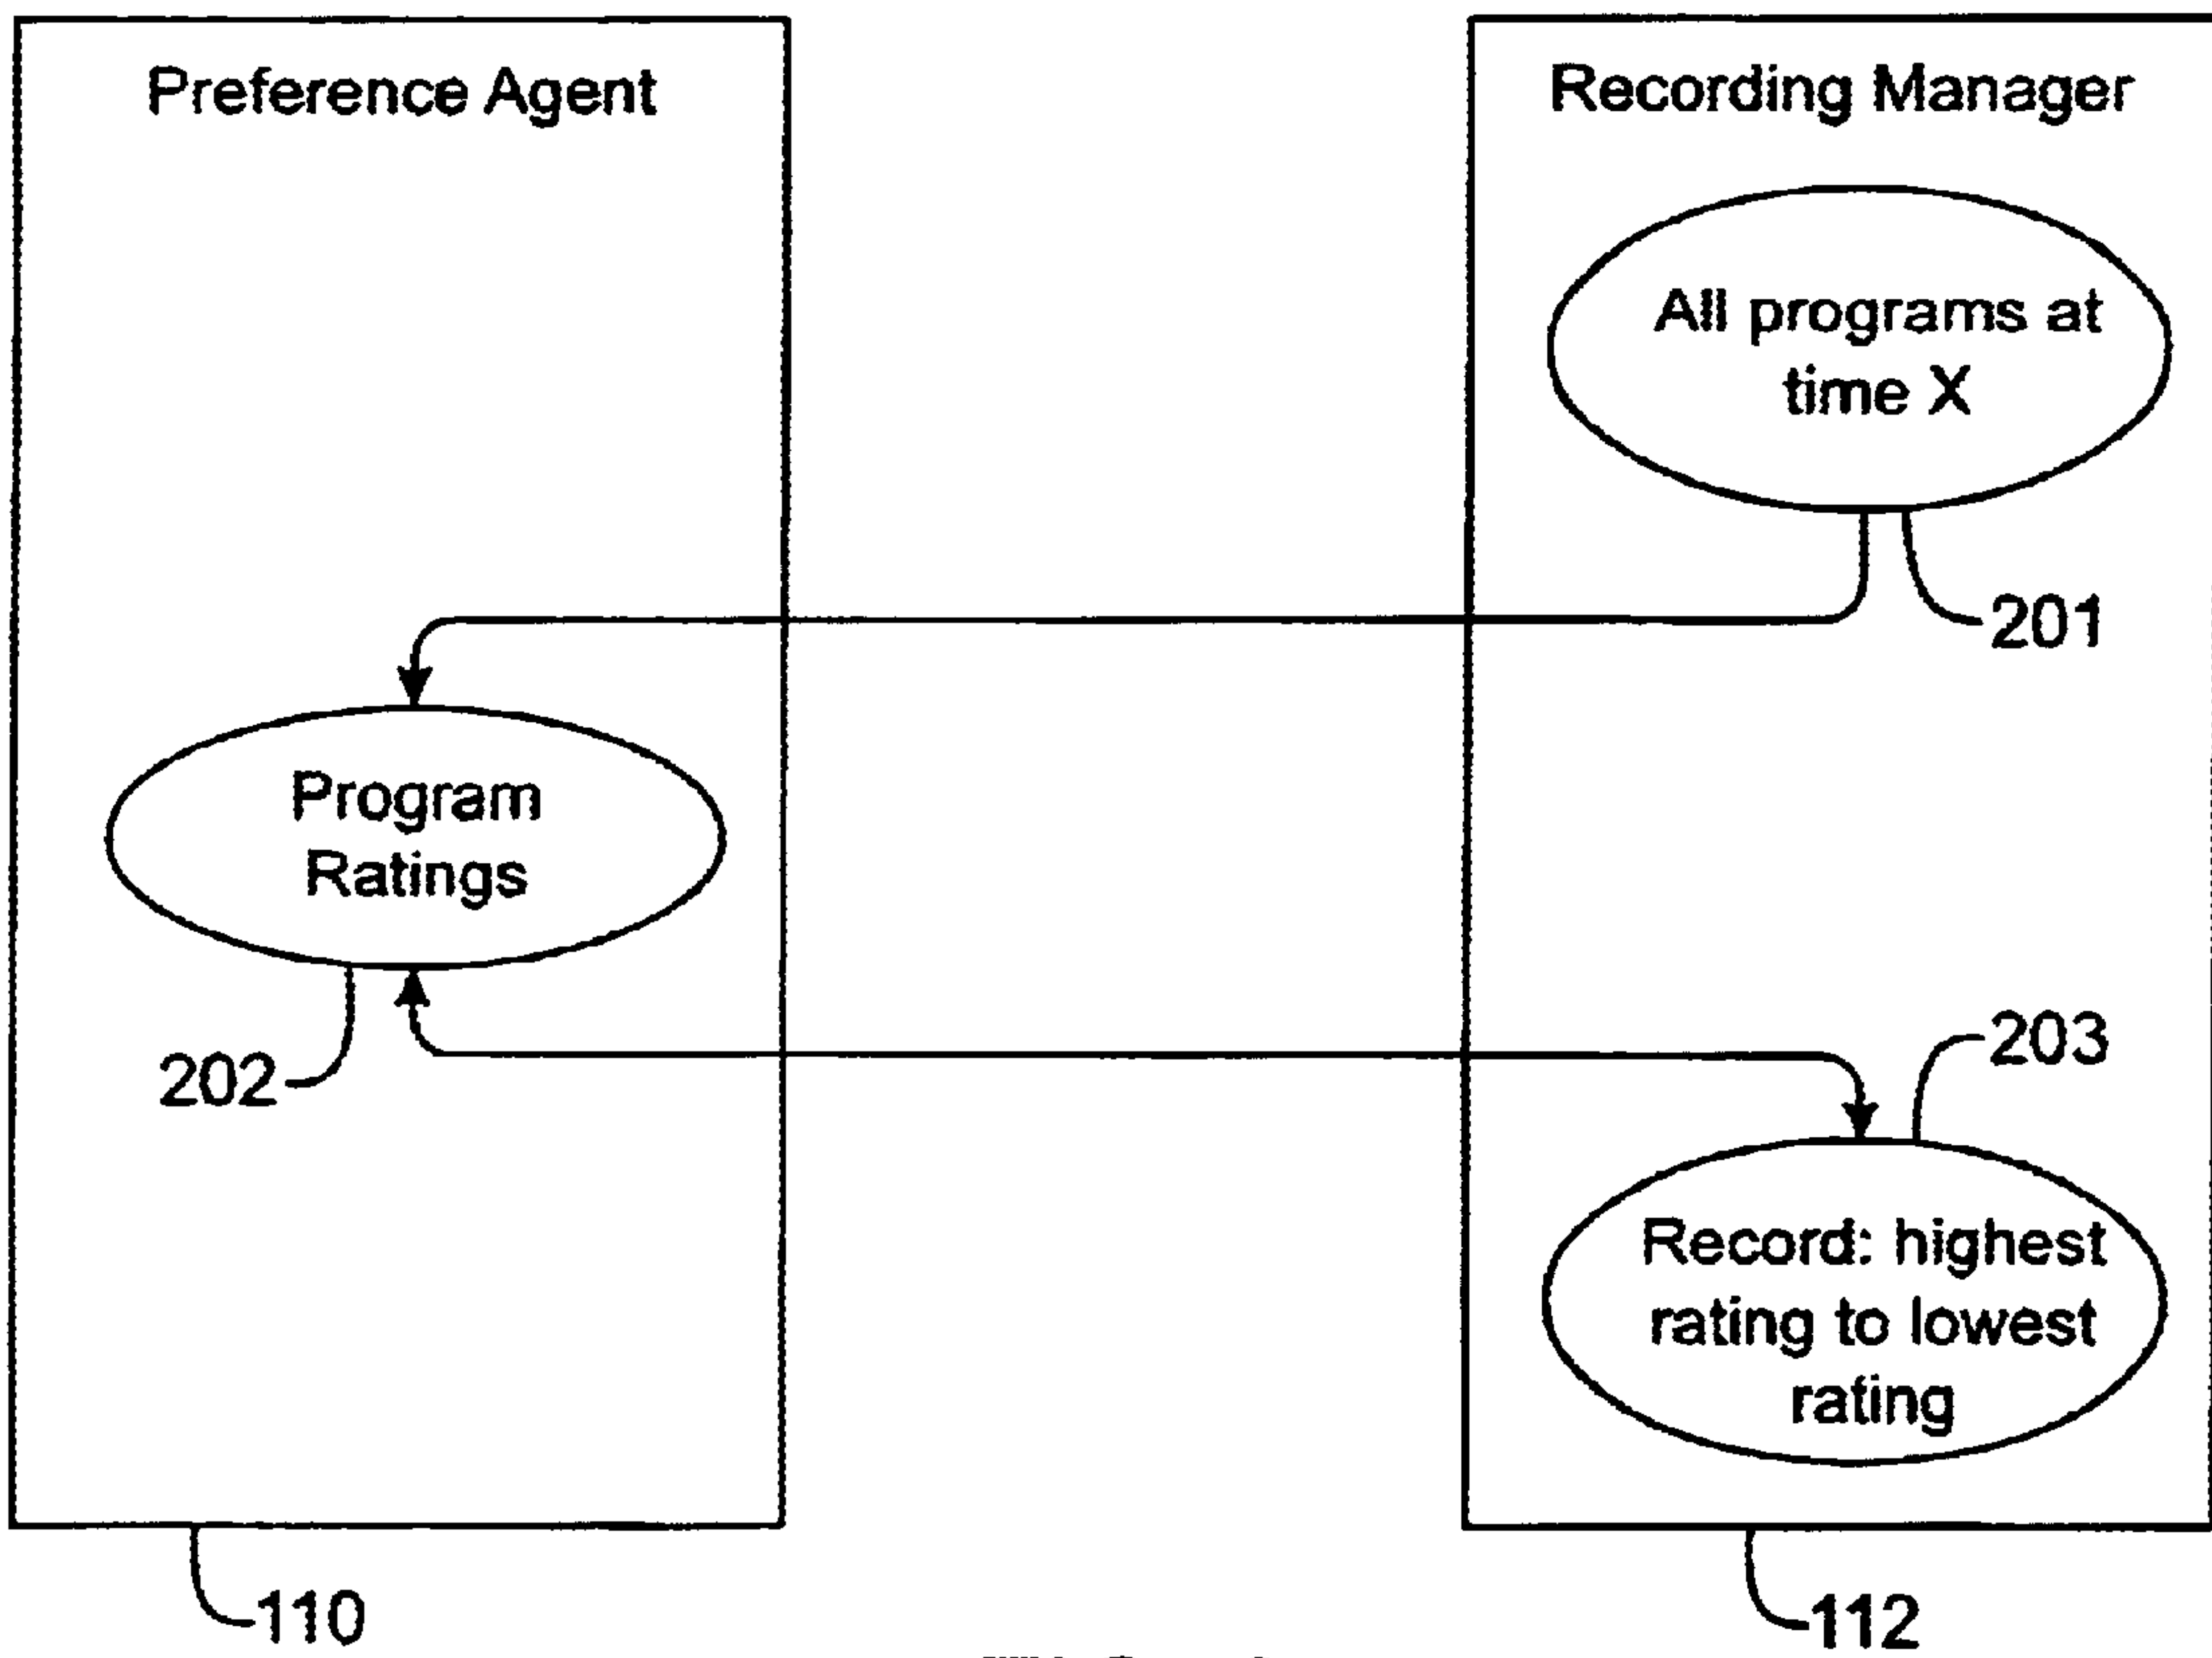 Preference Agent
Recording Manager
All programs at
time X
201
Program
Ratings
202
203
Record: highest
rating to lowest
rating
110
112